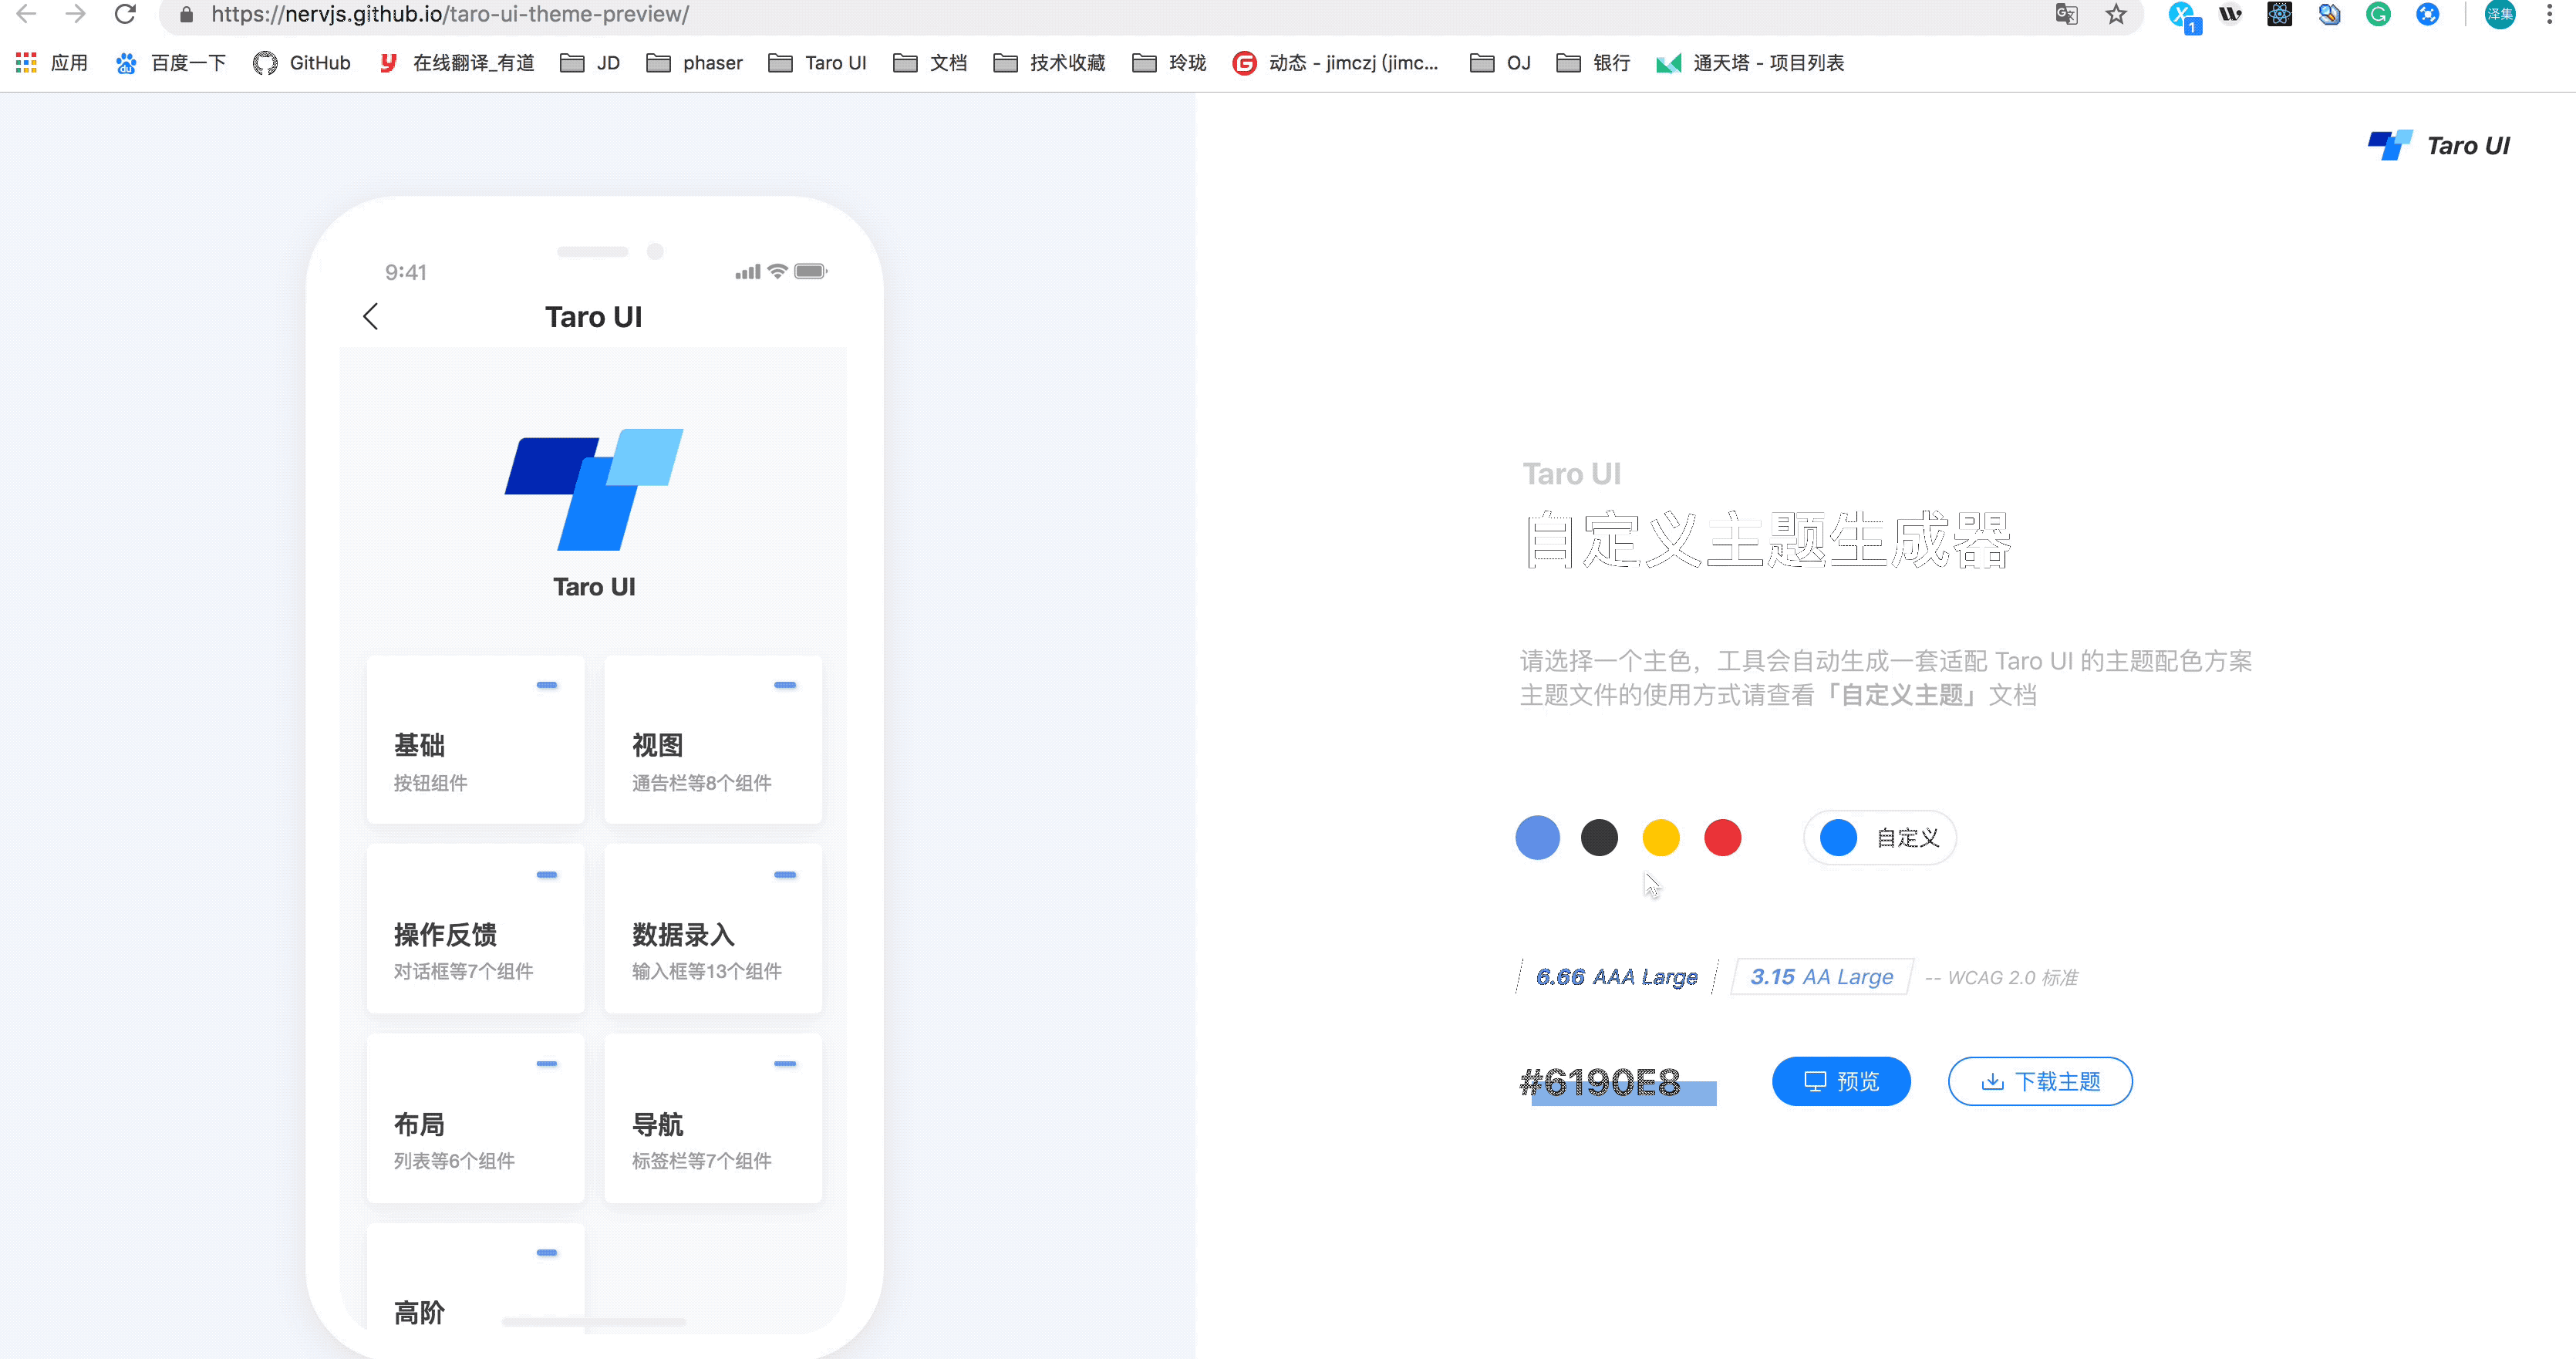 https://nervjs.github.io/taro-ui-theme-preview/
1
泽集
应用 百度一下 GitHub 在线翻译_有道 JD phaser Taro UI 文档 技术收藏 玲珑 动态 - jimczj (jimc... OJ 银行 通天塔 - 项目列表
Taro UI
9:41
Taro UI
Taro UI
基础
按钮组件
视图
通告栏等8个组件
操作反馈
对话框等7个组件
数据录入
输入框等13个组件
布局
列表等6个组件
导航
标签栏等7个组件
高阶
Taro UI
自定义主题生成器
请选择一个主色，工具会自动生成一套适配 Taro UI 的主题配色方案
主题文件的使用方式请查看「自定义主题」文档
自定义
6.66 AAA Large 3.15 AA Large -- WCAG 2.0 标准
#6190E8 预览 下载主题